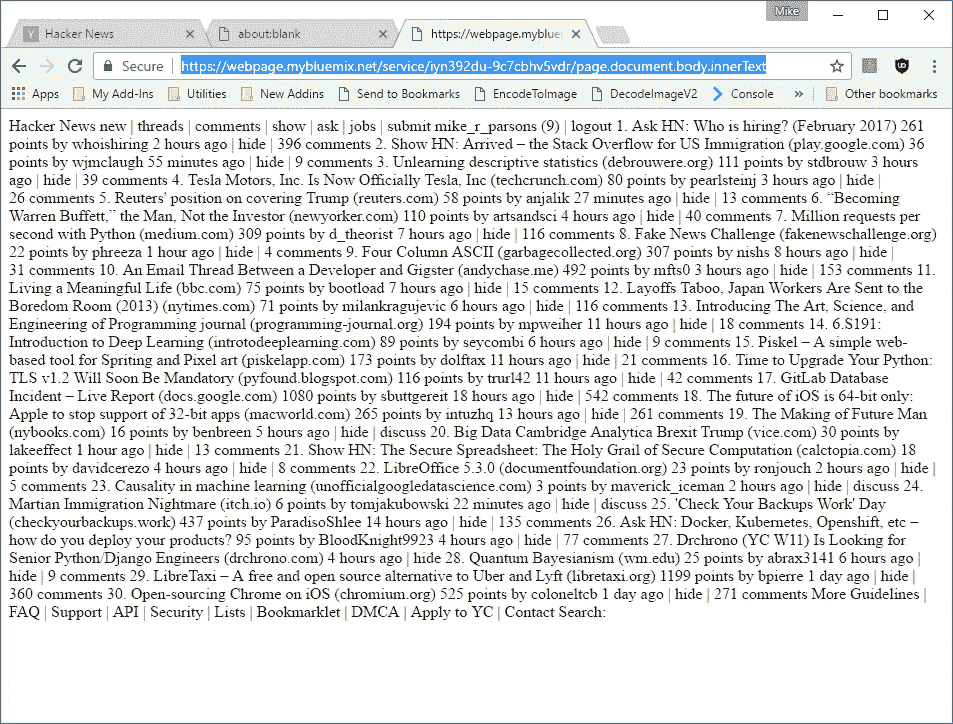 Mike
Hacker News
about:blank
https://webpage.myblue
Secure
https://webpage.mybluemix.net/service/iyn392du-9c7cbhv5vdr/page.document.body.innerText
Apps My Add-Ins Utilities New Addins Send to Bookmarks EncodeToImage DecodeImageV2 Console » Other bookmarks
Hacker News new | threads | comments | show | ask | jobs | submit mike_r_parsons (9) | logout 1. Ask HN: Who is hiring? (February 2017) 261
points by whoishiring 2 hours ago | hide | 396 comments 2. Show HN: Arrived – the Stack Overflow for US Immigration (play.google.com) 36
points by wjmclaugh 55 minutes ago | hide | 9 comments 3. Unlearning descriptive statistics (debrouwere.org) 111 points by stdbrouw 3 hours
ago | hide | 39 comments 4. Tesla Motors, Inc. Is Now Officially Tesla, Inc (techcrunch.com) 80 points by pearlsteinj 3 hours ago | hide |
26 comments 5. Reuters' position on covering Trump (reuters.com) 58 points by anjalik 27 minutes ago | hide | 13 comments 6. “Becoming
Warren Buffett,” the Man, Not the Investor (newyorker.com) 110 points by artsandsci 4 hours ago | hide | 40 comments 7. Million requests per
second with Python (medium.com) 309 points by d_theorist 7 hours ago | hide | 116 comments 8. Fake News Challenge (fakenewschallenge.org)
22 points by phreeza 1 hour ago | hide | 4 comments 9. Four Column ASCII (garbagecollected.org) 307 points by nishs 8 hours ago | hide |
31 comments 10. An Email Thread Between a Developer and Gigster (andychase.me) 492 points by mfts0 3 hours ago | hide | 153 comments 11.
Living a Meaningful Life (bbc.com) 75 points by bootload 7 hours ago | hide | 15 comments 12. Layoffs Taboo, Japan Workers Are Sent to the
Boredom Room (2013) (nytimes.com) 71 points by milankragujevic 6 hours ago | hide | 116 comments 13. Introducing The Art, Science, and
Engineering of Programming journal (programming-journal.org) 194 points by mpweiher 11 hours ago | hide | 18 comments 14. 6.S191:
Introduction to Deep Learning (introtodeeplearning.com) 89 points by seycombi 6 hours ago | hide | 9 comments 15. Piskel – A simple web-
based tool for Spriting and Pixel art (piskelapp.com) 173 points by dolftax 11 hours ago | hide | 21 comments 16. Time to Upgrade Your Python:
TLS v1.2 Will Soon Be Mandatory (pyfound.blogspot.com) 116 points by trurl42 11 hours ago | hide | 42 comments 17. GitLab Database
Incident – Live Report (docs.google.com) 1080 points by sbuttgereit 18 hours ago | hide | 542 comments 18. The future of iOS is 64-bit only:
Apple to stop support of 32-bit apps (macworld.com) 265 points by intuzhq 13 hours ago | hide | 261 comments 19. The Making of Future Man
(nybooks.com) 16 points by benbreen 5 hours ago | hide | discuss 20. Big Data Cambridge Analytica Brexit Trump (vice.com) 30 points by
lakeeffect 1 hour ago | hide | 13 comments 21. Show HN: The Secure Spreadsheet: The Holy Grail of Secure Computation (calctopia.com) 18
points by davidcerezo 4 hours ago | hide | 8 comments 22. LibreOffice 5.3.0 (documentfoundation.org) 23 points by ronjouch 2 hours ago | hide |
5 comments 23. Causality in machine learning (unofficialgoogledatascience.com) 3 points by maverick_iceman 2 hours ago | hide | discuss 24.
Martian Immigration Nightmare (itch.io) 6 points by tomjakubowski 22 minutes ago | hide | discuss 25. 'Check Your Backups Work' Day
(checkyourbackups.work) 437 points by ParadisoShlee 14 hours ago | hide | 135 comments 26. Ask HN: Docker, Kubernetes, Openshift, etc –
how do you deploy your products? 95 points by BloodKnight9923 4 hours ago | hide | 77 comments 27. Drchrono (YC W11) Is Looking for
Senior Python/Django Engineers (drchrono.com) 4 hours ago | hide 28. Quantum Bayesianism (wm.edu) 25 points by abrax3141 6 hours ago |
hide | 9 comments 29. LibreTaxi – A free and open source alternative to Uber and Lyft (libretaxi.org) 1199 points by bpierre 1 day ago | hide |
360 comments 30. Open-sourcing Chrome on iOS (chromium.org) 525 points by coloneltcb 1 day ago | hide | 271 comments More Guidelines |
FAQ | Support | API | Security | Lists | Bookmarklet | DMCA | Apply to YC | Contact Search: